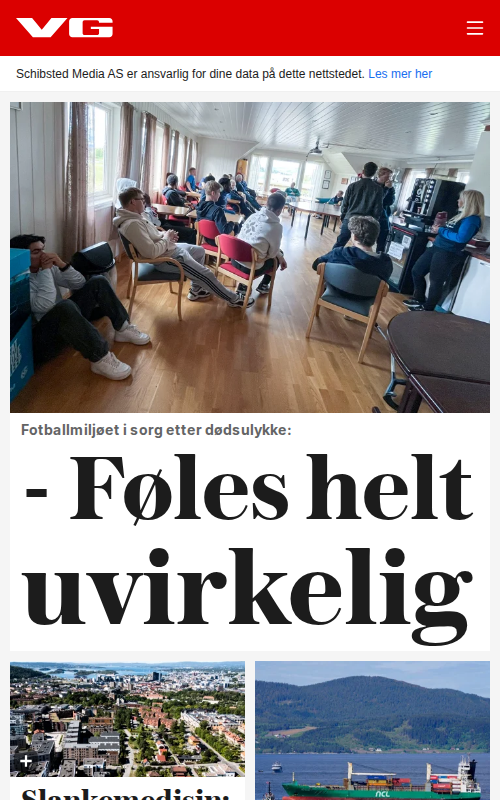 VG
Schibsted Media AS er ansvarlig for dine data på dette nettstedet. Les mer her
Fotballmiljøet i sorg etter dødsulykke:
- Føles helt
uvirkelig
NCL
Slankemedisin: